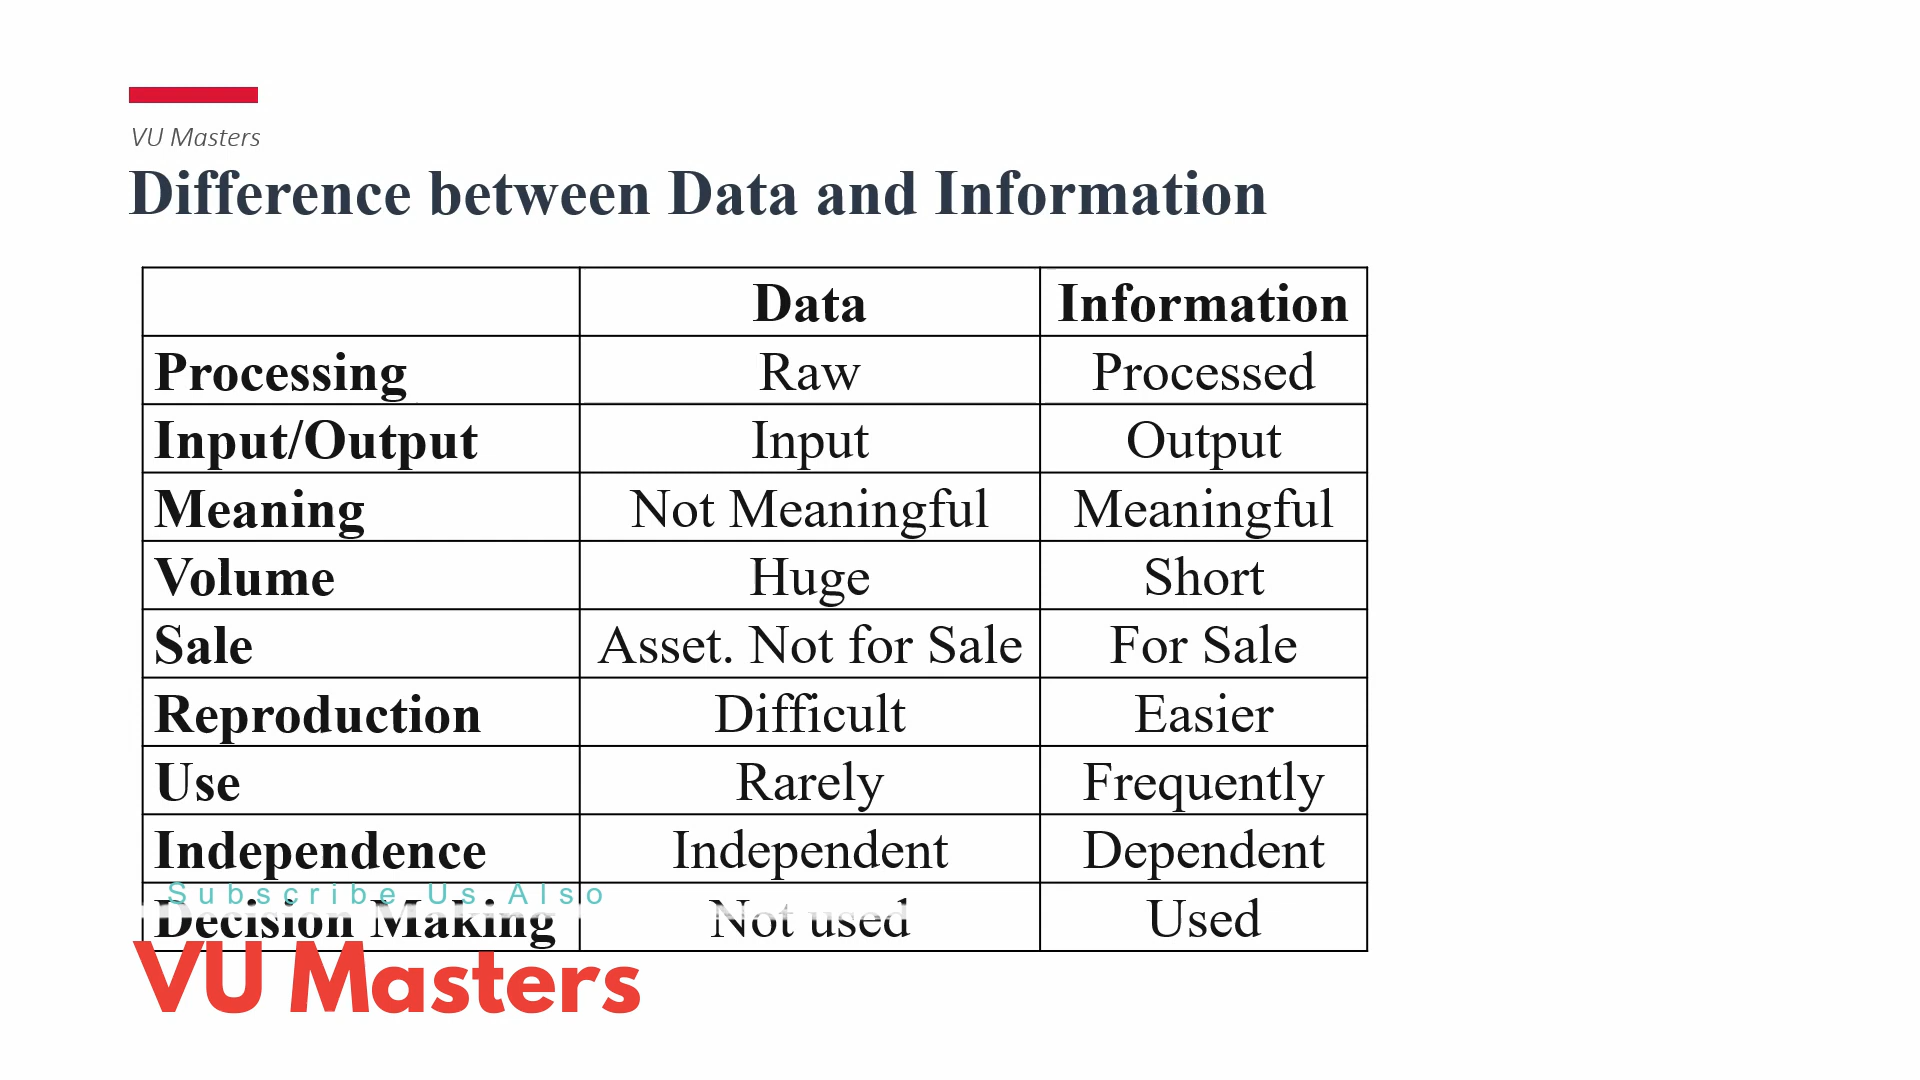 VU Masters
Difference between Data and Information
Data Information
Processing Raw Processed
Input/Output Input Output
Meaning Not Meaningful Meaningful
Volume Huge Short
Sale Asset. Not for Sale For Sale
Reproduction Difficult Easier
Use Rarely Frequently
Independence Independent Dependent
Subscribe Us Also
Decision Making Not used Used
VU Masters